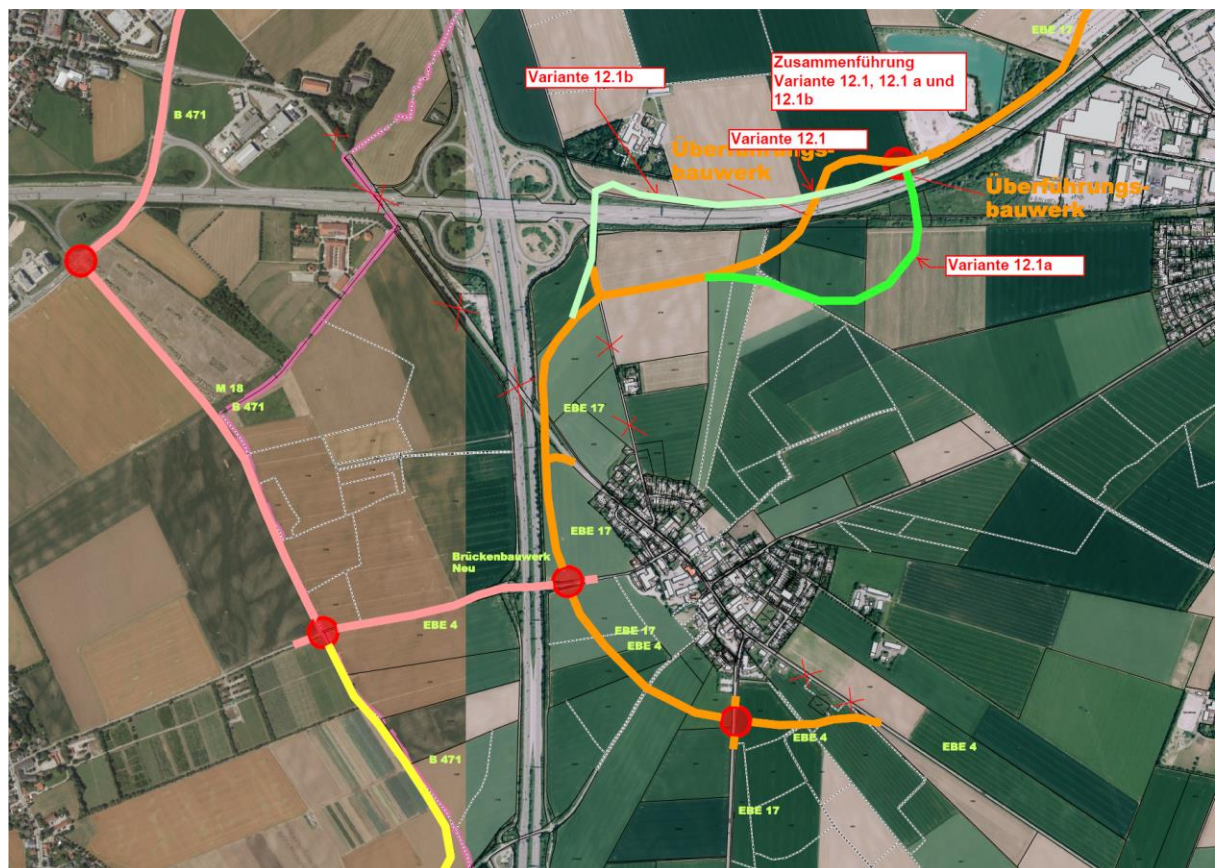 EBE 17
Zusammenführung
Variante 12.1, 12.1 a und
12.1b
Variante 12.1b
B 471
Variante 12.1
Überführungs-
bauwerk
Überführungs-
bauwerk
Variante 12.1a
M 18
B 471
EBE 17
EBE 17
Brückenbauwerk
Neu
EBE 4
EBE 17
EBE 4
EBE 4
EBE 4
B 471
EBE 17